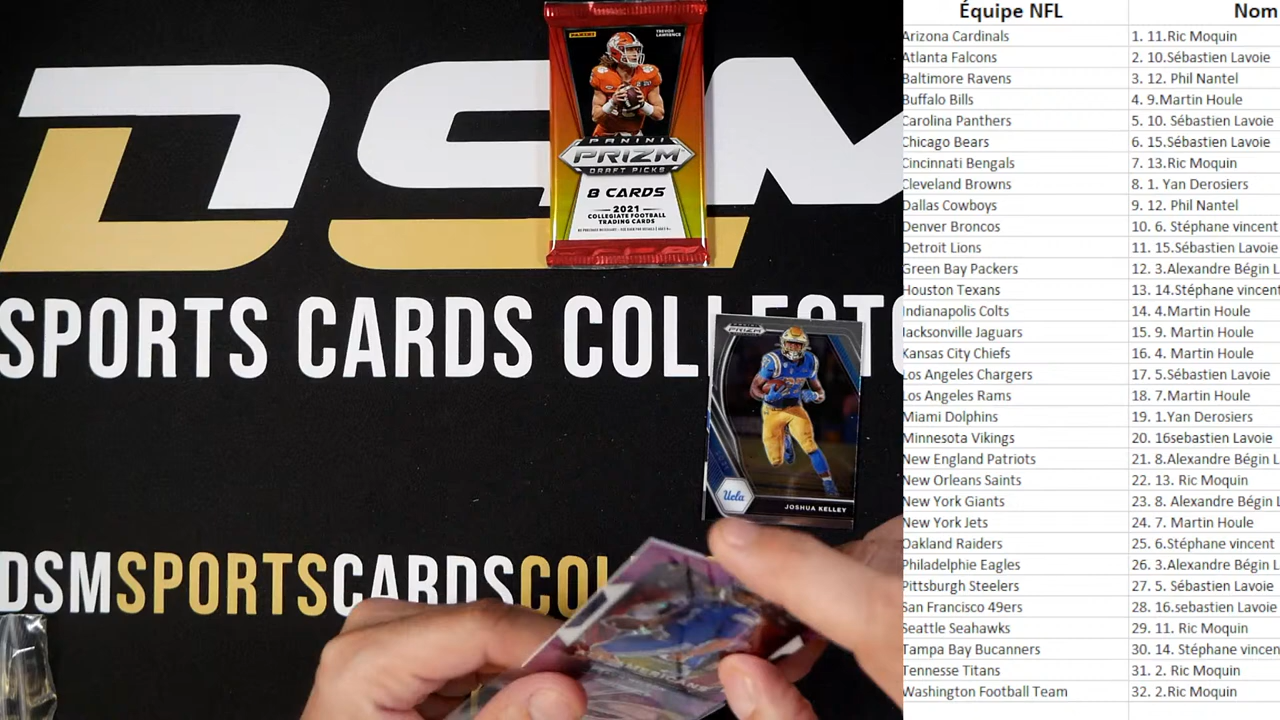 DSM
SPORTS CARDS COLLECTO
DSMSPORTSCARDSCOL
PANINI
TREVOR
LAWRENCE
PANINI
PRIZM
DRAFT PICKS
8 CARDS
2021
COLLEGIATE FOOTBALL
TRADING CARDS
PRIZM
Ucla
JOSHUA KELLEY
Équipe NFL Nom
Arizona Cardinals 1. 11.Ric Moquin
Atlanta Falcons 2. 10.Sébastien Lavoie
Baltimore Ravens 3. 12. Phil Nantel
Buffalo Bills 4. 9.Martin Houle
Carolina Panthers 5. 10. Sébastien Lavoie
Chicago Bears 6. 15.Sébastien Lavoie
Cincinnati Bengals 7. 13.Ric Moquin
Cleveland Browns 8. 1. Yan Derosiers
Dallas Cowboys 9. 12. Phil Nantel
Denver Broncos 10. 6. Stéphane vincent
Detroit Lions 11. 15.Sébastien Lavoie
Green Bay Packers 12. 3.Alexandre Bégin L
Houston Texans 13. 14.Stéphane vincent
Indianapolis Colts 14. 4.Martin Houle
Jacksonville Jaguars 15. 9. Martin Houle
Kansas City Chiefs 16. 4. Martin Houle
Los Angeles Chargers 17. 5.Sébastien Lavoie
Los Angeles Rams 18. 7.Martin Houle
Miami Dolphins 19. 1.Yan Derosiers
Minnesota Vikings 20. 16sebastien Lavoie
New England Patriots 21. 8.Alexandre Bégin L
New Orleans Saints 22. 13. Ric Moquin
New York Giants 23. 8. Alexandre Bégin L
New York Jets 24. 7. Martin Houle
Oakland Raiders 25. 6.Stéphane vincent
Philadelphie Eagles 26. 3.Alexandre Bégin L
Pittsburgh Steelers 27. 5. Sébastien Lavoie
San Francisco 49ers 28. 16.sebastien Lavoie
Seattle Seahawks 29. 11. Ric Moquin
Tampa Bay Bucanners 30. 14. Stéphane vincen
Tennesse Titans 31. 2. Ric Moquin
Washington Football Team 32. 2.Ric Moquin